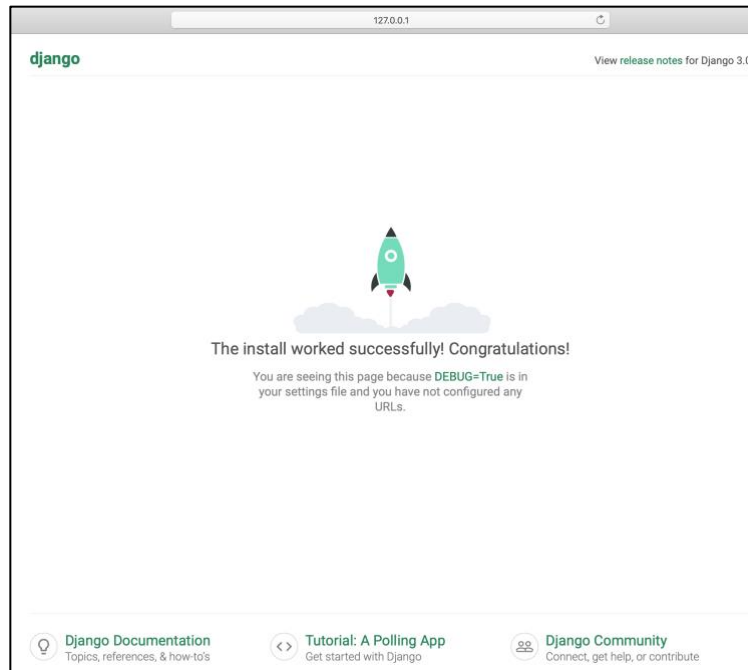 127.0.0.1
django
View release notes for Django 3.0
The install worked successfully! Congratulations!
You are seeing this page because DEBUG=True is in
your settings file and you have not configured any
URLs.
Django Documentation
Topics, references, & how-to's
Tutorial: A Polling App
Get started with Django
Django Community
Connect, get help, or contribute